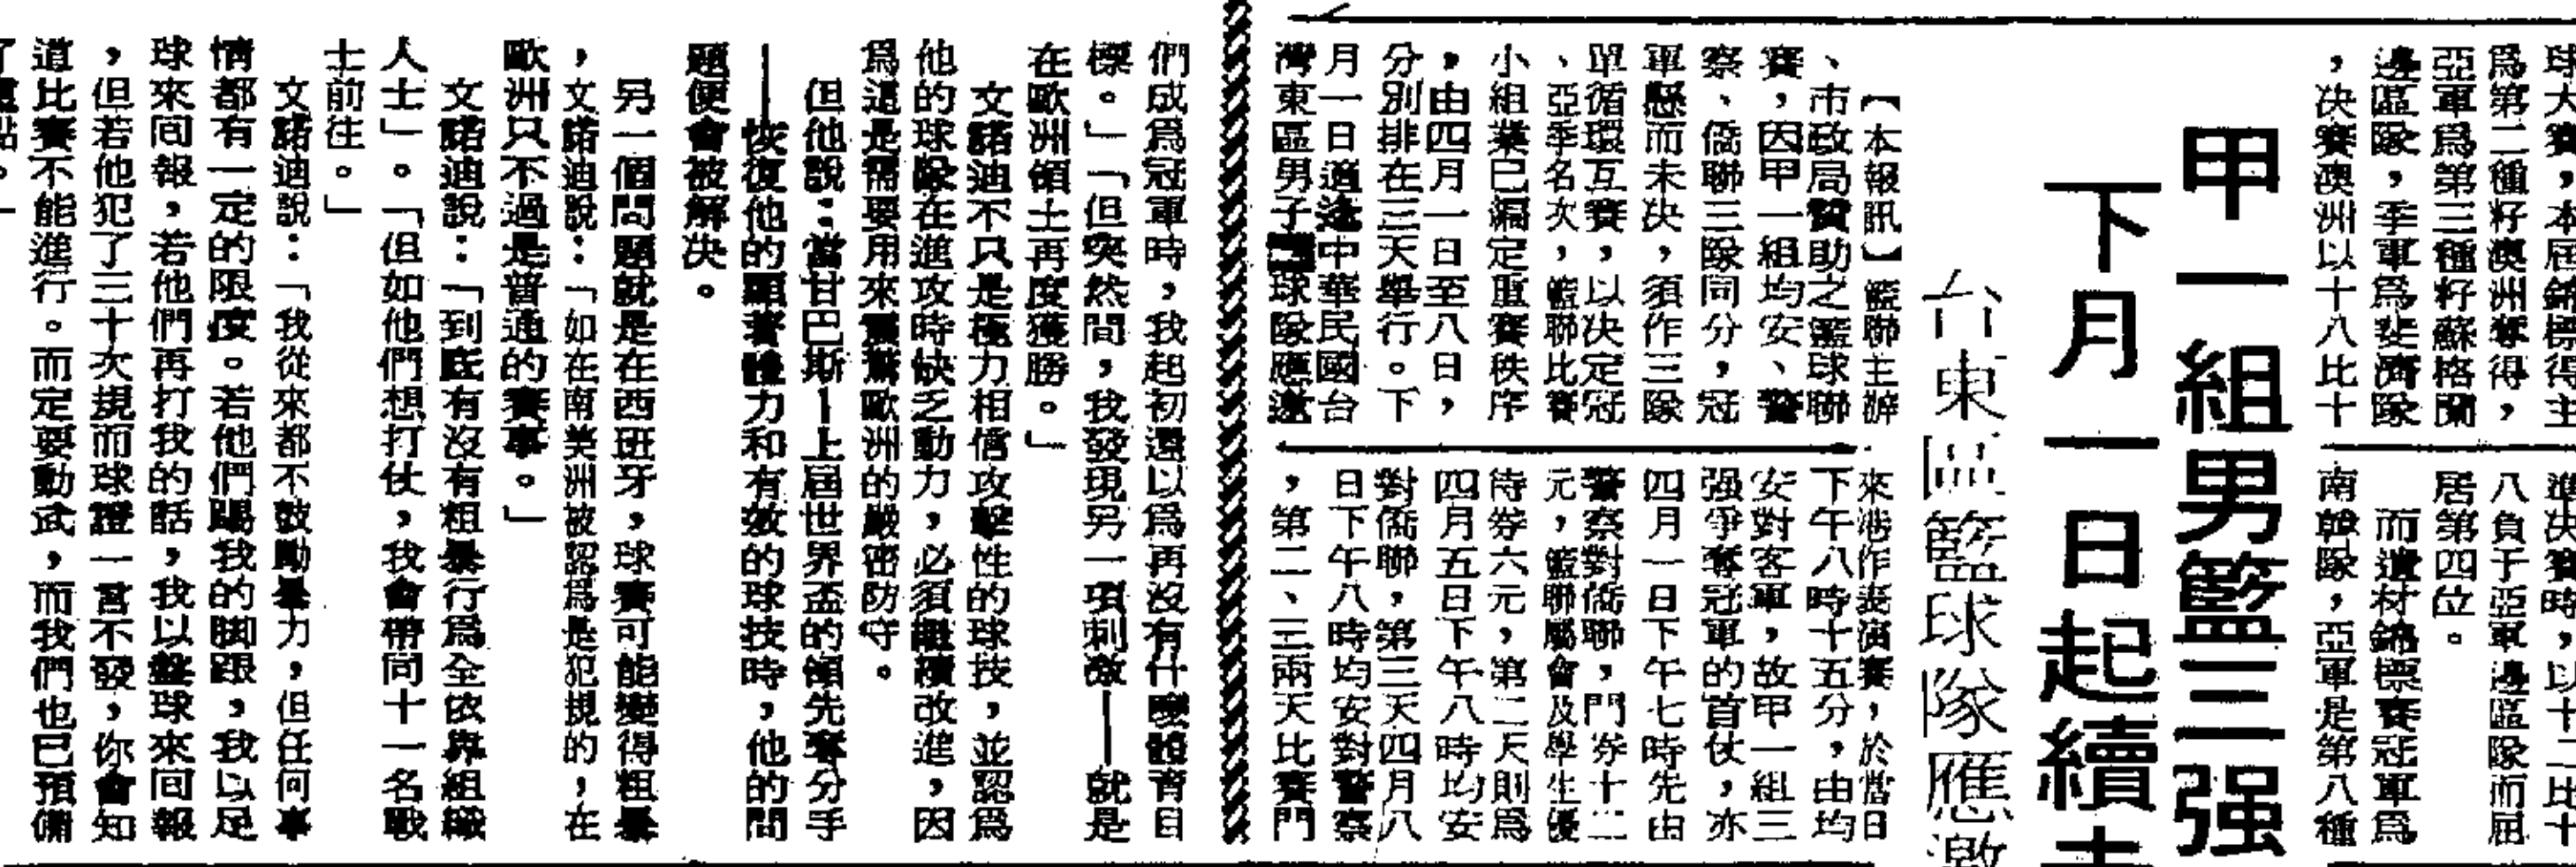 球大賽，本屆錦標得主
爲第二種籽澳洲奪得，
亞軍爲第三種籽蘇格蘭
邊區隊，季軍爲斐濟隊
，決賽澳洲以十八比十
進決賽時，以十二比十
八負于亞軍邊區隊而屈
居第四位。
而遺材錦標賽冠軍爲
南韓隊，亞軍是第八種
甲一組男籃三强
下月一日起續
台東區籃球隊應邀
【本報訊】籃聯主辦
、市政局贊助之籃球聯
賽，因甲一組均安、警
察、僑聯三隊同分，冠
軍懸而未決，須作三隊
單循環互賽，以決定冠
、亞季名次，籃聯比賽
小組業已編定重賽秩序
，由四月一日至八日，
分別排在三天舉行。下
月一日適逢中華民國台
灣東區男子籃球隊應邀
來港作表演賽，於當日
下午八時十五分，由均
安對客軍，故甲一組三
强爭奪冠軍的首仗，亦
四月一日下午七時先由
警察對僑聯，門券十二
元，籃聯屬會及學生優
待券六元，第二天則爲
四月五日下午八時均安
對僑聯，第三天四月八
日下午八時均安對警察
，第二、三兩天比賽門
們成爲冠軍時，我起初還以爲再沒有什麼體育目
標。」「但突然間，我發現另一項刺激——就是
在歐洲領土再度獲勝。」
文諾迪不只是極力相信攻擊性的球技，並認爲
他的球隊在進攻時缺乏動力，必須繼續改進，因
爲這是需要用來震驚歐洲的嚴密防守。
但他說：當甘巴斯—上屆世界盃的領先奪分手
——恢復他的顯著體力和有效的球技時，他的問
題便會被解決。
另一個問題就是在西班牙，球賽可能變得粗暴
，文諾迪說：「如在南美洲被認爲是犯規的，在
歐洲只不過是普通的賽事。」
文諾迪說：「到底有沒有粗暴行爲全依界組織
人士」。「但如他們想打仗，我會帶同十一名戰
士前往。」
文諾迪說：「我從來都不鼓勵暴力，但任何事
情都有一定的限度。若他們踢我的脚跟，我以足
球來回報，若他們再打我的話，我以盤球來回報
，但若他犯了三十次規而球證一言不發，你會知
道比賽不能進行。而定要動武，而我們也已預備